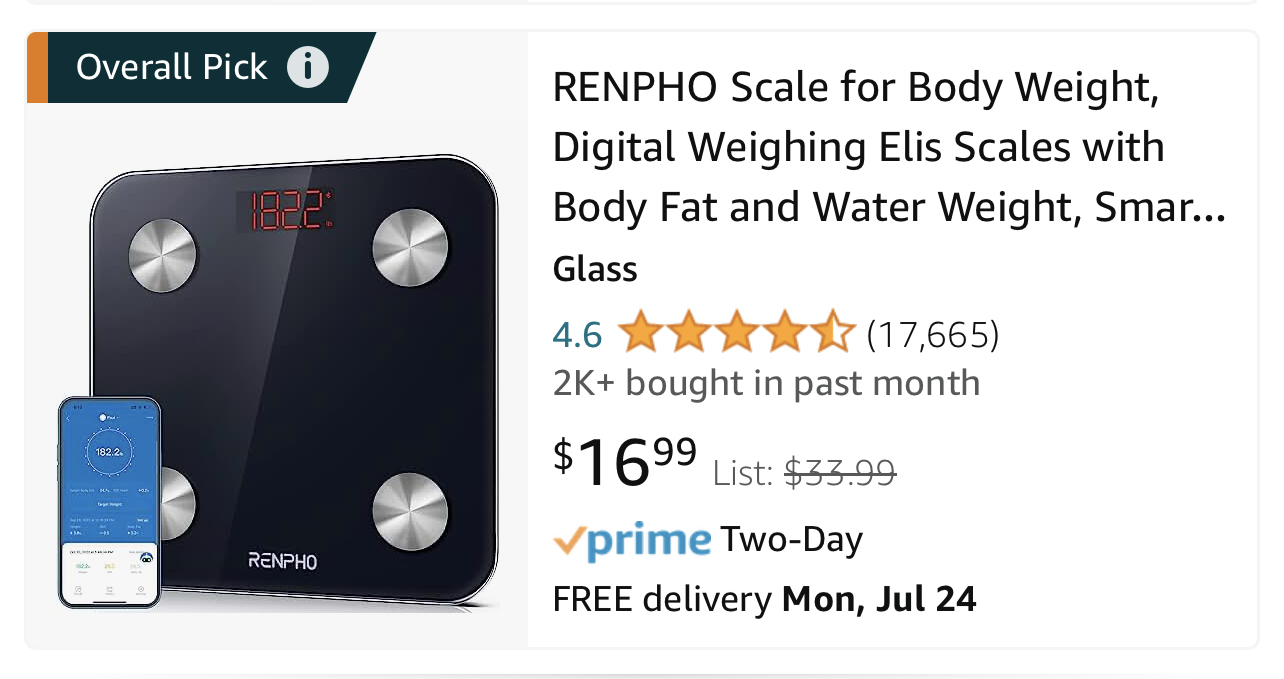 Overall Pick i
RENPHO Scale for Body Weight,
Digital Weighing Elis Scales with
Body Fat and Water Weight, Smar...
Glass
4.6 (17,665)
2K+ bought in past month
$16 99 List: $33.99
prime Two-Day
FREE delivery Mon, Jul 24
182.2
RENPHO
182.2